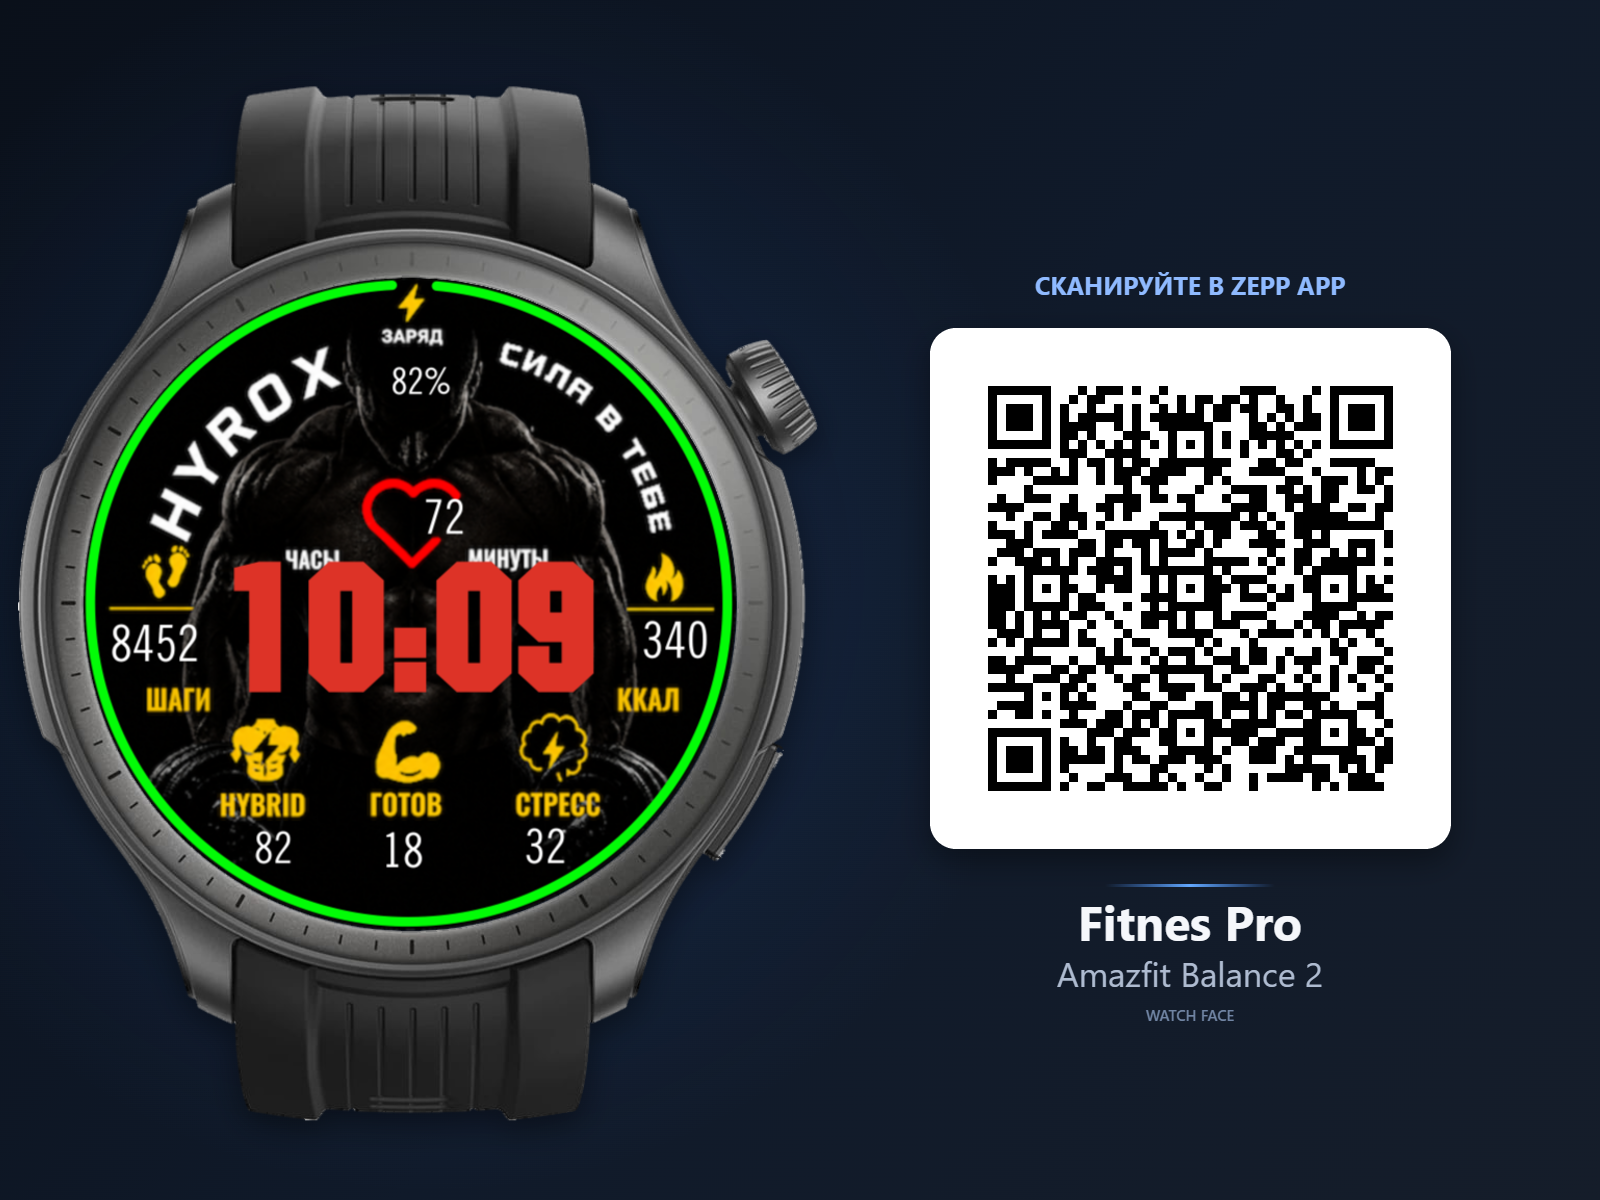 ЗАРЯД
82%
HYROX
СИЛА В ТЕБЕ
72
ЧАСЫ
МИНУТЫ
10:09
8452
340
ШАГИ
ККАЛ
HYBRID
ГОТОВ
СТРЕСС
82
18
32
СКАНИРУЙТЕ В ZEPP APP
Fitnes Pro
Amazfit Balance 2
WATCH FACE